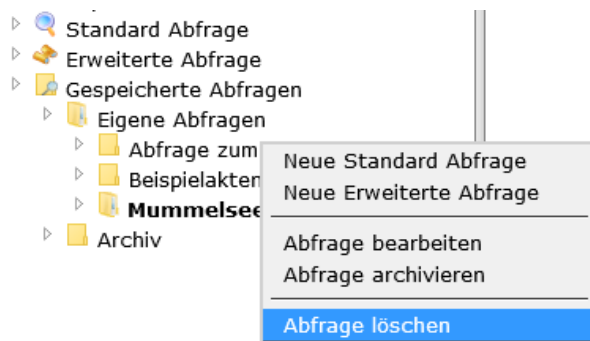 Standard Abfrage
Erweiterte Abfrage
Gespeicherte Abfragen
Eigene Abfragen
Abfrage zum
Beispielakten
Mummelsee
Archiv
Neue Standard Abfrage
Neue Erweiterte Abfrage
Abfrage bearbeiten
Abfrage archivieren
Abfrage löschen